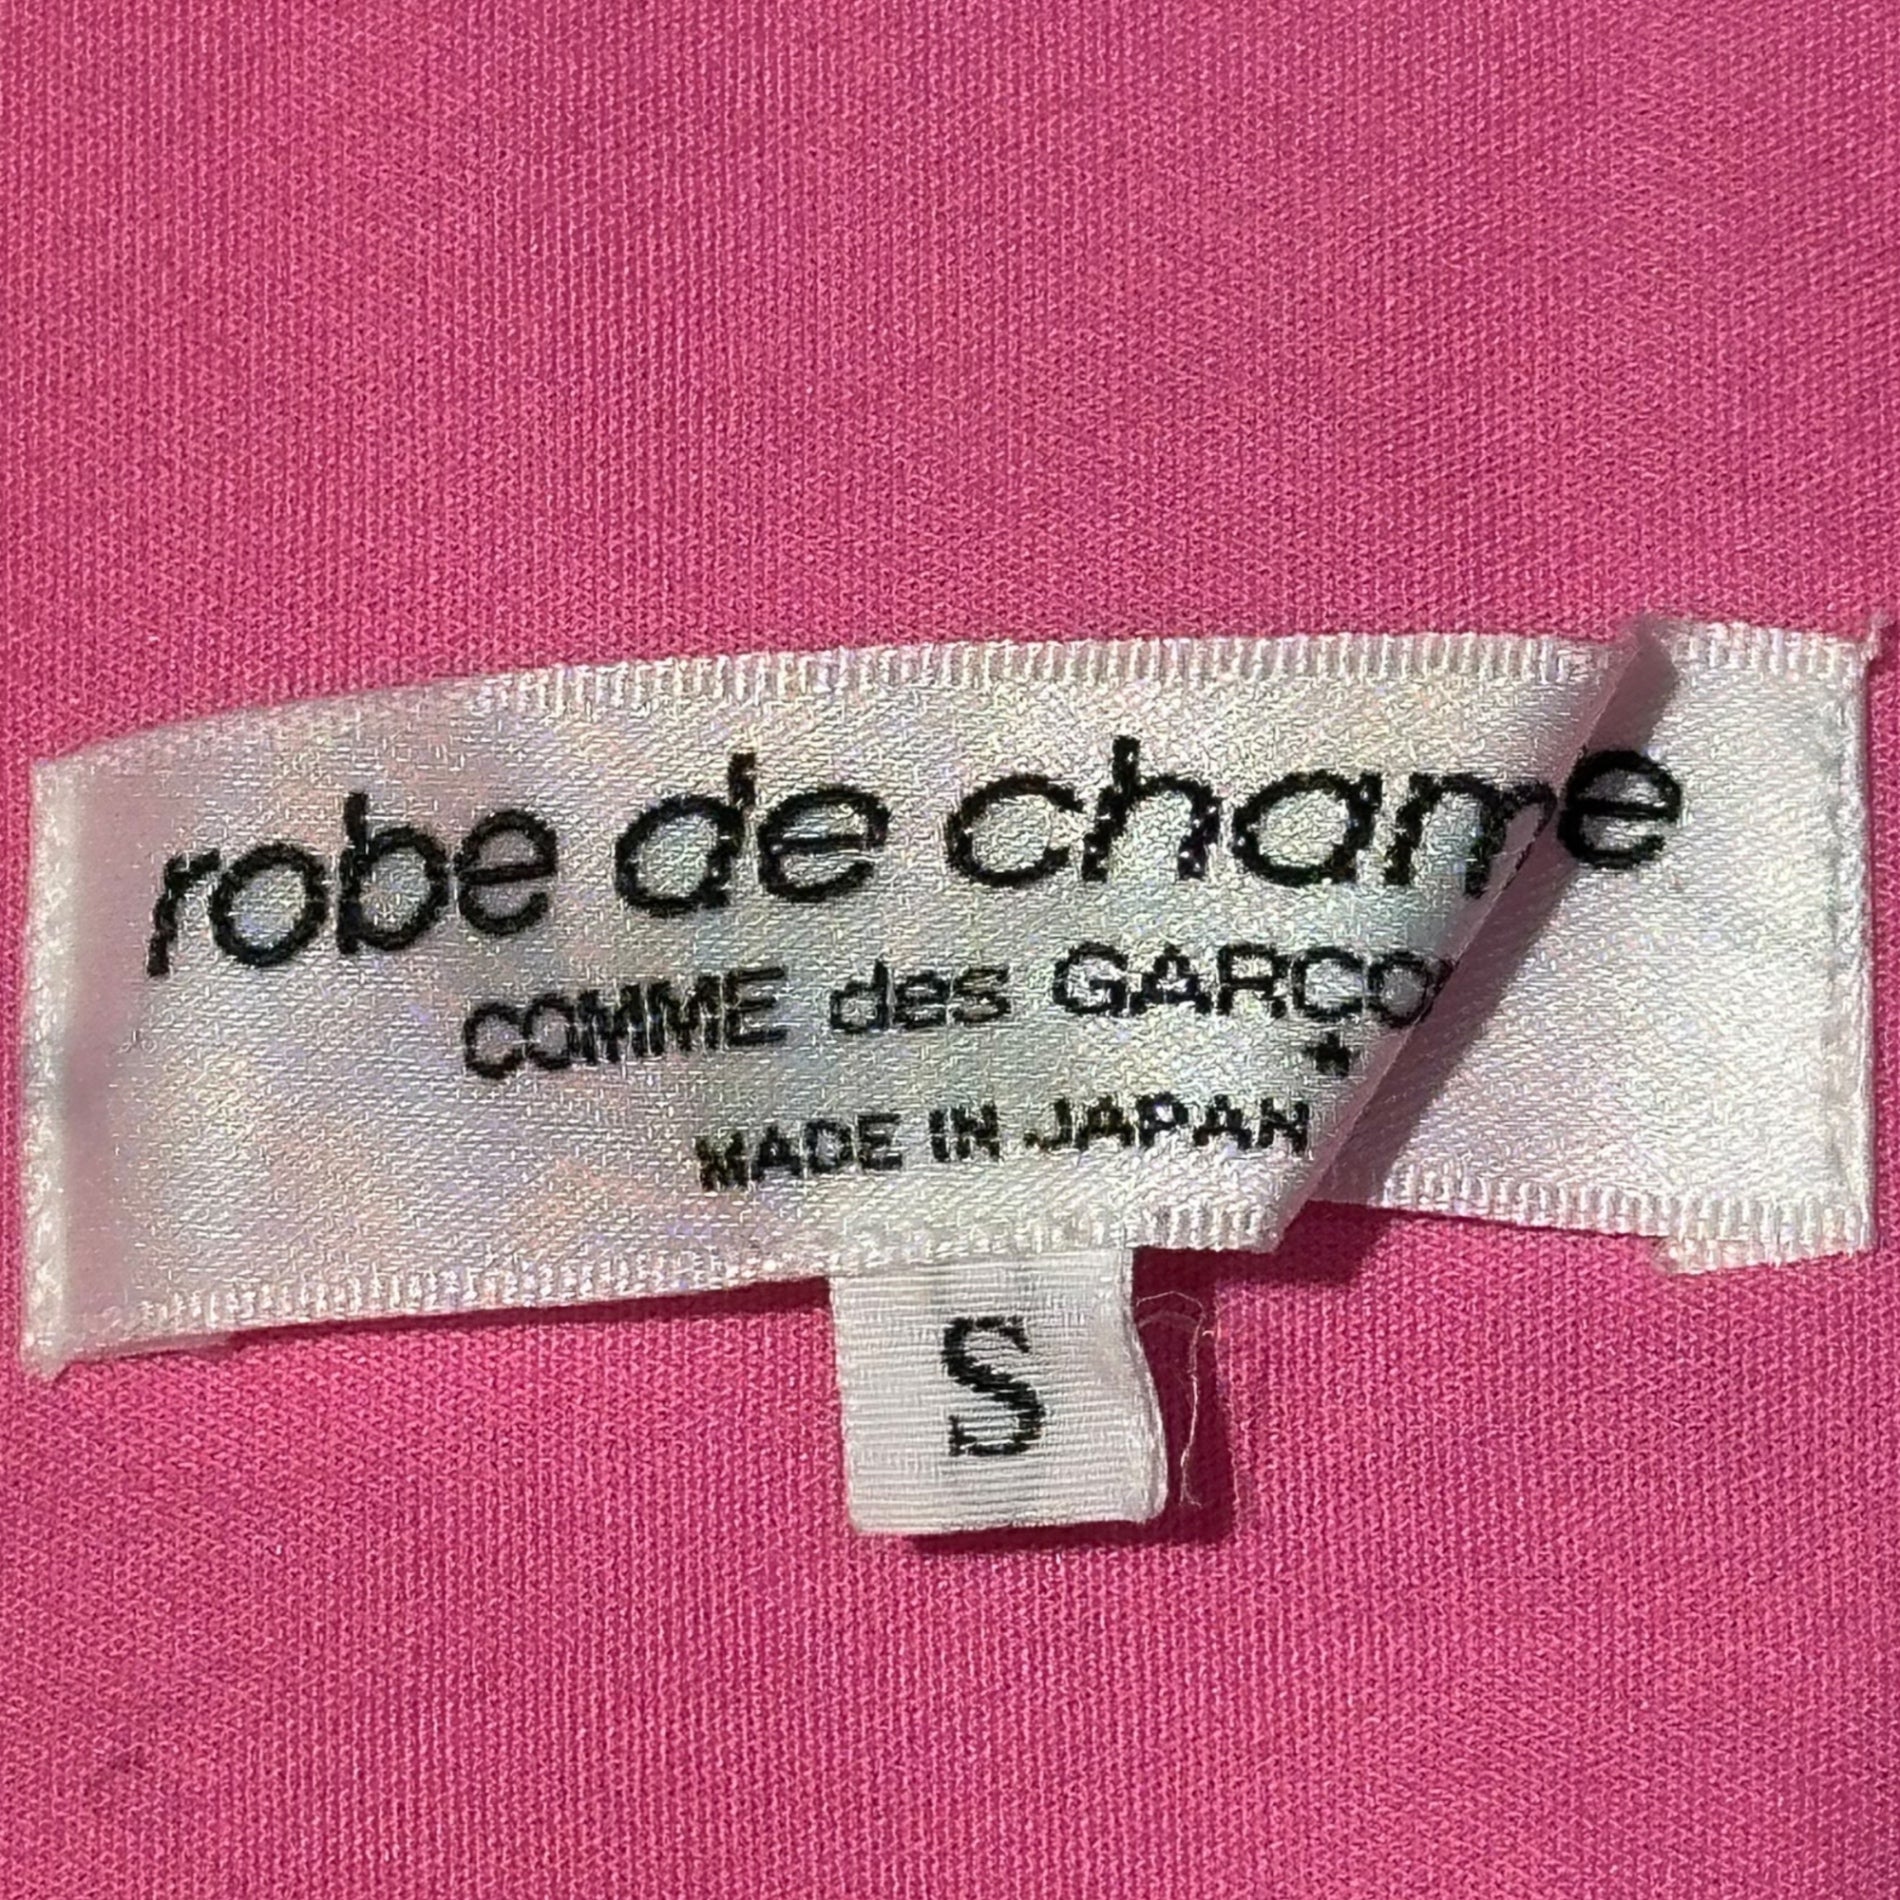 robe de chame
COMME des GARÇO
★
MADE IN JAPAN
S